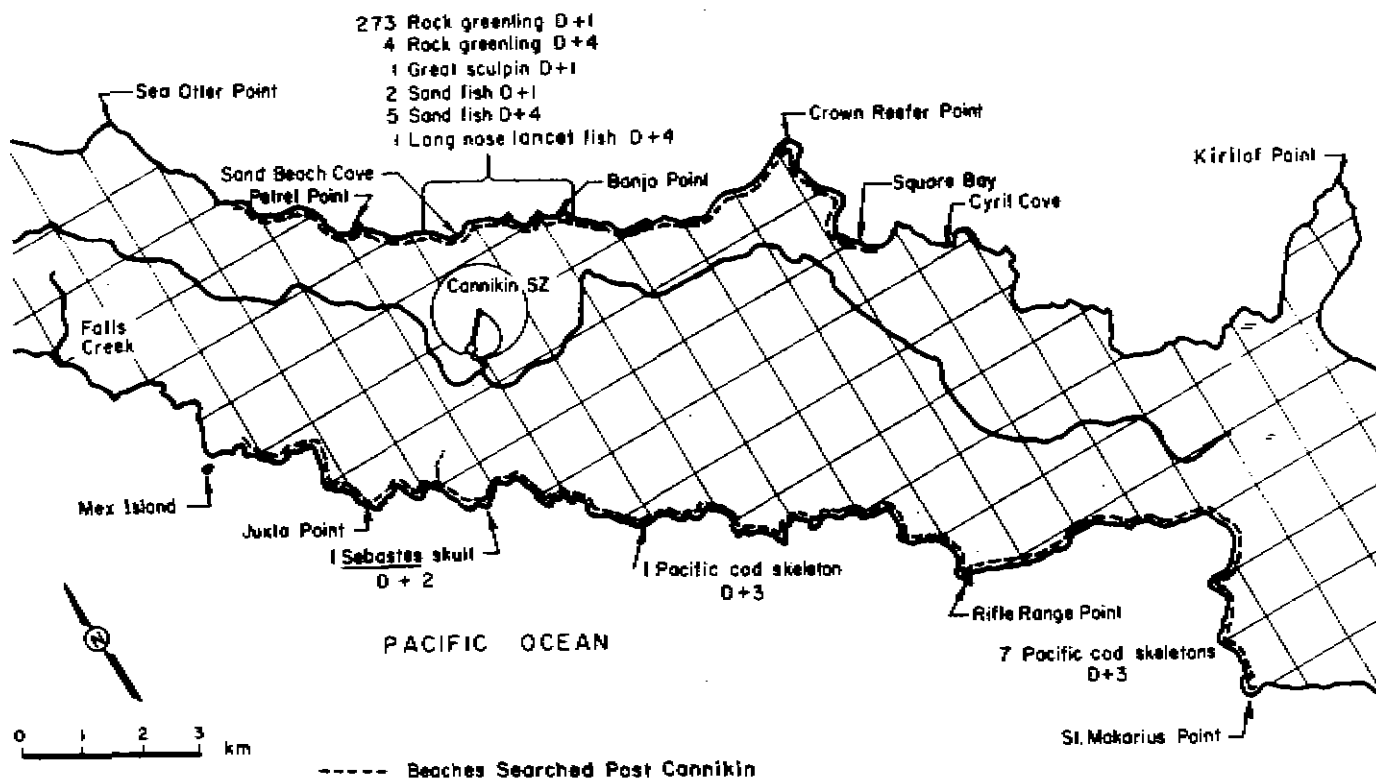 273 Rock greenling D+1
4 Rock greenling D+4
1 Great sculpin D+1
2 Sand fish D+1
5 Sand fish D+4
1 Long nose lancet fish D+4
Sea Otter Point
Crown Reefer Point
Kirilof Point
Sand Beach Cove
Petrel Point
Banjo Point
Square Bay
Cyril Cove
Cannikin SZ
Falls
Creek
Mex Island
Juxta Point
1 Sebastes skull
D + 2
1 Pacific cod skeleton
D+3
Rifle Range Point
7 Pacific cod skeletons
D+3
St. Makarius Point
PACIFIC OCEAN
N
0 1 2 3 km
----- Beaches Searched Post Cannikin